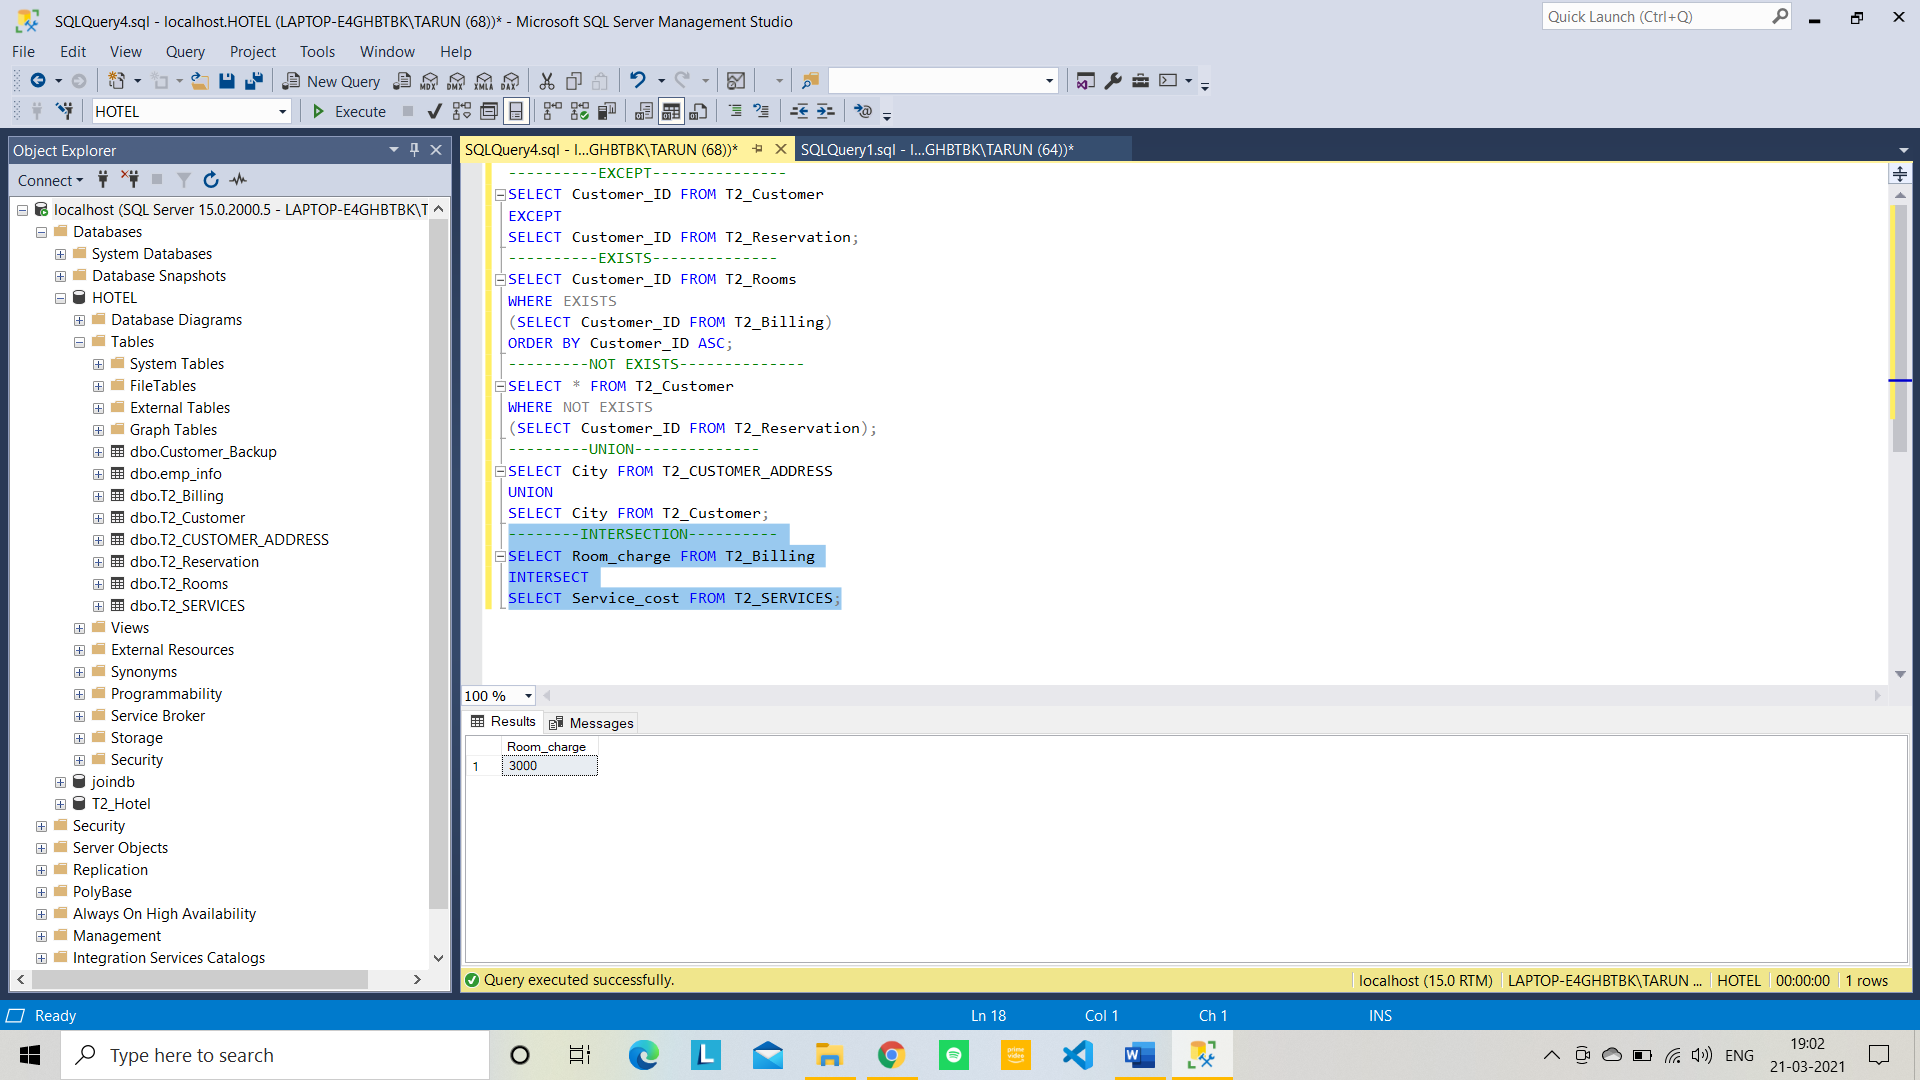 SQLQuery4.sql - localhost.HOTEL (LAPTOP-E4GHBTBK\TARUN (68))* - Microsoft SQL Server Management Studio
Quick Launch (Ctrl+Q)
File Edit View Query Project Tools Window Help
New Query
HOTEL
Execute
Object Explorer
Connect
localhost (SQL Server 15.0.2000.5 - LAPTOP-E4GHBTBK\T
Databases
System Databases
Database Snapshots
HOTEL
Database Diagrams
Tables
System Tables
FileTables
External Tables
Graph Tables
dbo.Customer_Backup
dbo.emp_info
dbo.T2_Billing
dbo.T2_Customer
dbo.T2_CUSTOMER_ADDRESS
dbo.T2_Reservation
dbo.T2_Rooms
dbo.T2_SERVICES
Views
External Resources
Synonyms
Programmability
Service Broker
Storage
Security
joindb
T2_Hotel
Security
Server Objects
Replication
PolyBase
Always On High Availability
Management
Integration Services Catalogs
SQLQuery4.sql - l...GHBTBK\TARUN (68))*
SQLQuery1.sql - l...GHBTBK\TARUN (64))*
----------EXCEPT---------------
SELECT Customer_ID FROM T2_Customer
EXCEPT
SELECT Customer_ID FROM T2_Reservation;
----------EXISTS--------------
SELECT Customer_ID FROM T2_Rooms
WHERE EXISTS
(SELECT Customer_ID FROM T2_Billing)
ORDER BY Customer_ID ASC;
---------NOT EXISTS--------------
SELECT * FROM T2_Customer
WHERE NOT EXISTS
(SELECT Customer_ID FROM T2_Reservation);
---------UNION--------------
SELECT City FROM T2_CUSTOMER_ADDRESS
UNION
SELECT City FROM T2_Customer;
--------INTERSECTION----------
SELECT Room_charge FROM T2_Billing
INTERSECT
SELECT Service_cost FROM T2_SERVICES;
100 %
Results
Messages
Room_charge
1 3000
Query executed successfully.
localhost (15.0 RTM)
LAPTOP-E4GHBTBK\TARUN ...
HOTEL
00:00:00
1 rows
Ready
Ln 18
Col 1
Ch 1
INS
Type here to search
ENG
19:02
21-03-2021